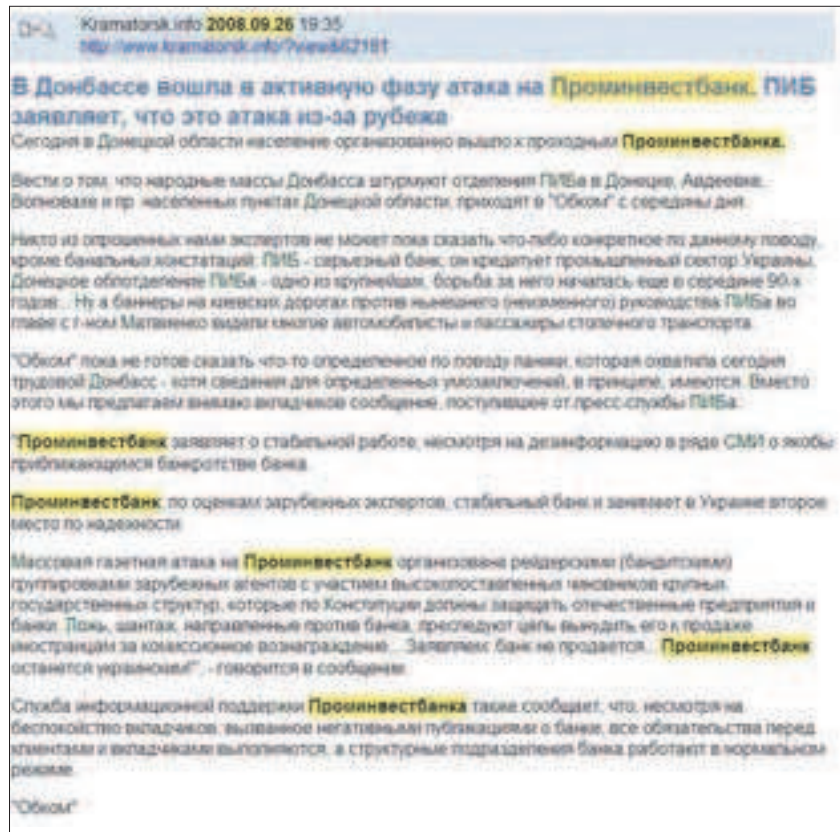 Kramatorsk.info 2008.09.26 19:35
http://www.kramatorsk.info/?view&62181
В Донбассе вошла в активную фазу атака на Проминвестбанк. ПИБ
заявляет, что это атака из-за рубежа
Сегодня в Донецкой области население организованно вышло к проходным Проминвестбанка.
Вести о том, что народные массы Донбасса штурмуют отделения ПИБа в Донецке, Авдеевке,
Волновахе и пр. населенных пунктах Донецкой области, приходят в "Обком" с середины дня.
Никто из опрошенных нами экспертов не может пока сказать что-либо конкретное по данному поводу,
кроме банальных констатаций: ПИБ - серьезный банк, он кредитует промышленный сектор Украины,
Донецкое облотделение ПИБа - одно из крупнейших, борьба за него началась еще в середине 90-х
годов... Ну а баннеры на киевских дорогах против нынешнего (неизменного) руководства ПИБа во
главе с г-ном Матвиенко видели многие автомобилисты и пассажиры столичного транспорта.
"Обком" пока не готов сказать что-то определенное по поводу паники, которая охватила сегодня
трудовой Донбасс - хотя сведения для определенных умозаключений, в принципе, имеются. Вместо
этого мы предлагаем вниманию вкладчиков сообщение, поступившее от пресс-службы ПИБа:
"Проминвестбанк заявляет о стабильной работе, несмотря на дезинформацию в ряде СМИ о якобы
приближающимся банкротстве банка.
Проминвестбанк, по оценкам зарубежных экспертов, стабильный банк и занимает в Украине второе
место по надежности.
Массовая газетная атака на Проминвестбанк организована рейдерскими (бандитскими)
группировками зарубежных агентов с участием высокопоставленных чиновников крупных
государственных структур, которые по Конституции должны защищать отечественные предприятия и
банки. Ложь, шантаж, направленные против банка, преследуют цель вынудить его к продаже
иностранцам за комиссионное вознаграждение... Заявляем: банк не продается... Проминвестбанк
останется украинским!", - говорится в сообщении.
Служба информационной поддержки Проминвестбанка также сообщает, что, несмотря на
беспокойство вкладчиков, вызванное негативными публикациями о банке, все обязательства перед
клиентами и вкладчиками выполняются, а структурные подразделения банка работают в нормальном
режиме.
"Обком"